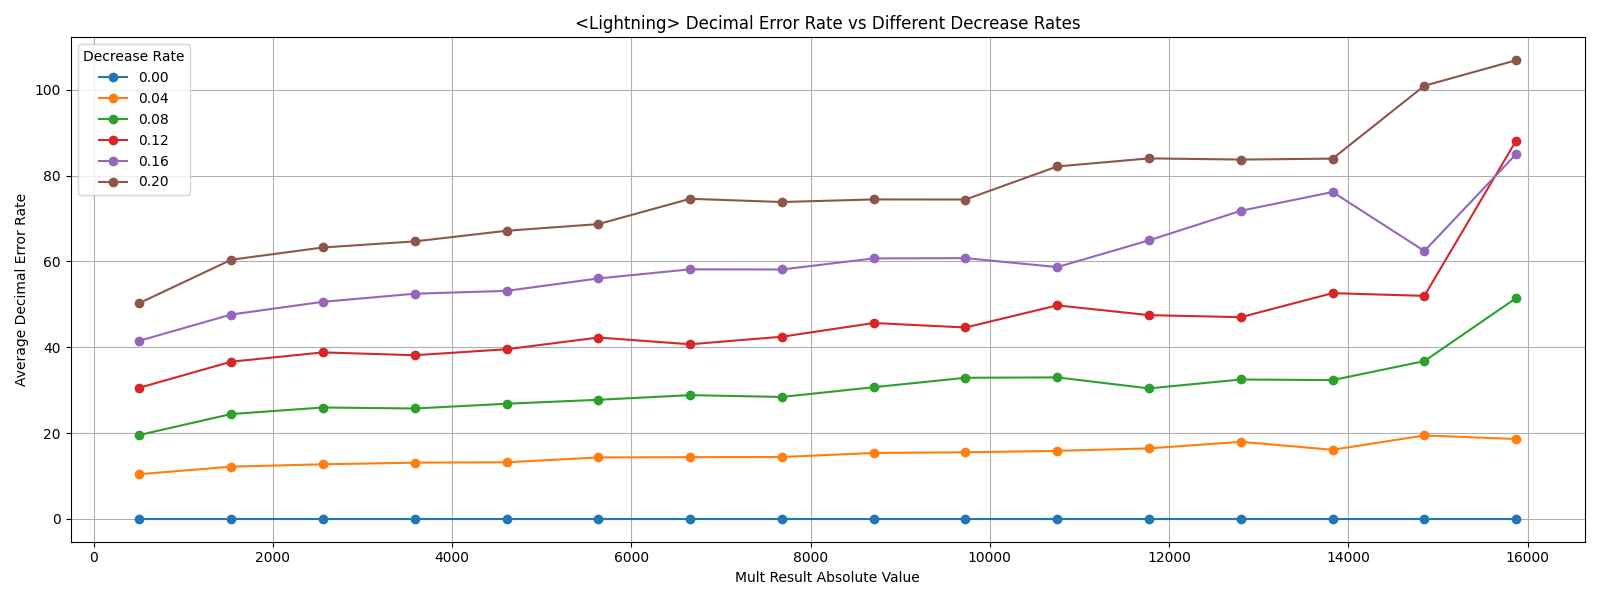 <Lightning> Decimal Error Rate vs Different Decrease Rates
Decrease Rate
0.00
0.04
0.08
0.12
0.16
0.20
Average Decimal Error Rate
100
80
60
40
20
0
0 2000 4000 6000 8000 10000 12000 14000 16000
Mult Result Absolute Value